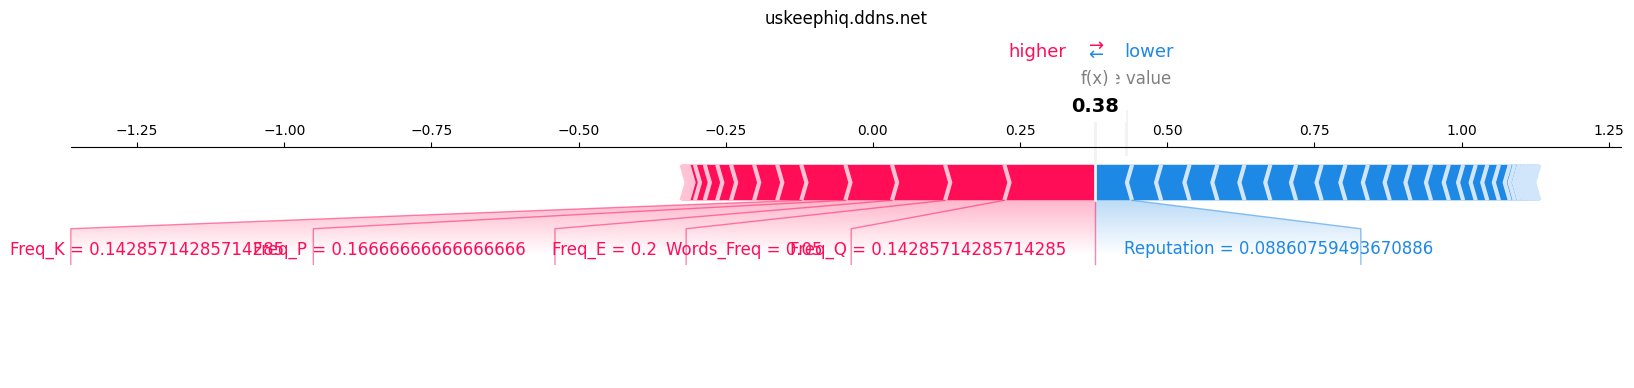 uskeephiq.ddns.net
higher ⇄ lower
f(x) e value
0.38
−1.25 −1.00 −0.75 −0.50 −0.25 0.00 0.25 0.50 0.75 1.00 1.25
Freq_K = 0.14285714285714285 Freq_P = 0.16666666666666666 Freq_E = 0.2 Words_Freq = 0.05 Freq_Q = 0.14285714285714285 Reputation = 0.08860759493670886